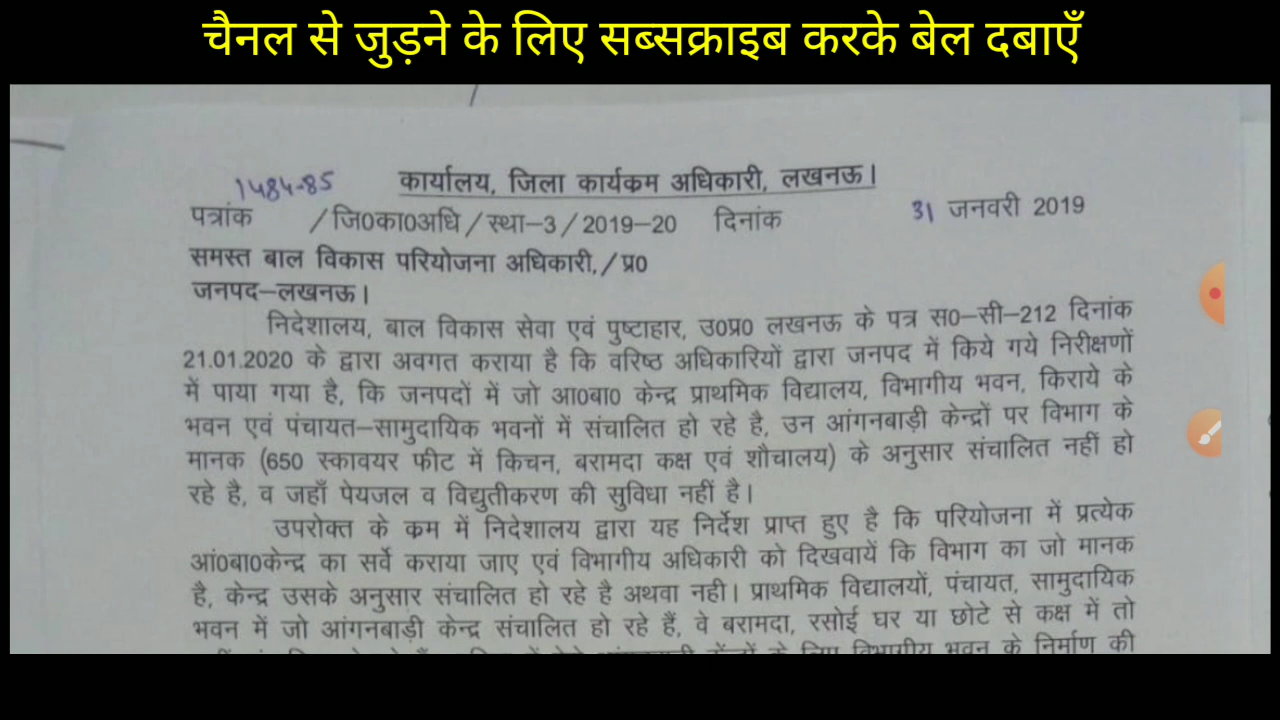 चैनल से जुड़ने के लिए सब्सक्राइब करके बेल दबाएँ
1484-85
कार्यालय, जिला कार्यकम अधिकारी, लखनऊ।
पत्रांक /जि0का0अधि/स्था-3/2019-20 दिनांक 31 जनवरी 2019
समस्त बाल विकास परियोजना अधिकारी,/प्र0
जनपद-लखनऊ।
निदेशालय, बाल विकास सेवा एवं पुष्टाहार, उ0प्र0 लखनऊ के पत्र स0-सी-212 दिनांक
21.01.2020 के द्वारा अवगत कराया है कि वरिष्ठ अधिकारियों द्वारा जनपद में किये गये निरीक्षणों
में पाया गया है, कि जनपदों में जो आ0बा0 केन्द्र प्राथमिक विद्यालय, विभागीय भवन, किराये के
भवन एवं पंचायत-सामुदायिक भवनों में संचालित हो रहे है, उन आंगनबाड़ी केन्द्रों पर विभाग के
मानक (650 स्कावयर फीट में किचन, बरामदा कक्ष एवं शौचालय) के अनुसार संचालित नहीं हो
रहे है, व जहाँ पेयजल व विद्युतीकरण की सुविधा नहीं है।
उपरोक्त के कम में निदेशालय द्वारा यह निर्देश प्राप्त हुए है कि परियोजना में प्रत्येक
आं0बा0केन्द्र का सर्वे कराया जाए एवं विभागीय अधिकारी को दिखवायें कि विभाग का जो मानक
है, केन्द्र उसके अनुसार संचालित हो रहे है अथवा नही। प्राथमिक विद्यालयों, पंचायत, सामुदायिक
भवन में जो आंगनबाड़ी केन्द्र संचालित हो रहे हैं, वे बरामदा, रसोई घर या छोटे से कक्ष में तो
के लिए विभागीय भवन के निर्माण की